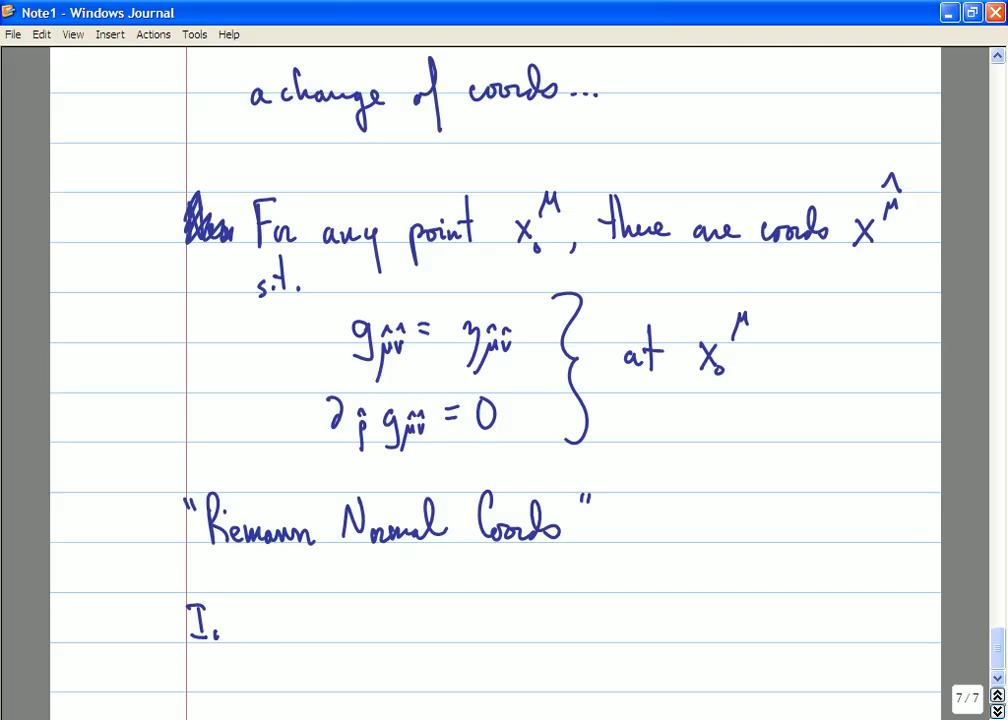 Note1 - Windows Journal
File Edit View Insert Actions Tools Help
a change of coords...
For any point x₀^μ, there are coords x^μ̂
s.t.
g_μ̂ν̂ = η_μ̂ν̂
∂_ρ̂ g_μ̂ν̂ = 0 } at x₀^μ
"Riemann Normal Coords"
I.
7 / 7